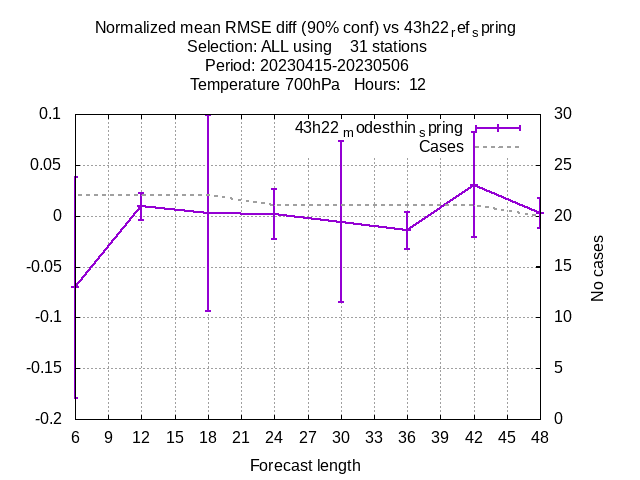 Normalized mean RMSE diff (90% conf) vs 43h22ᵣefₛpring
Selection: ALL using 31 stations
Period: 20230415-20230506
Temperature 700hPa Hours: 12
43h22ₘodesthinₛpring
Cases
0.1
0.05
0
-0.05
-0.1
-0.15
-0.2
30
25
20
15
10
5
0
No cases
6 9 12 15 18 21 24 27 30 33 36 39 42 45 48
Forecast length